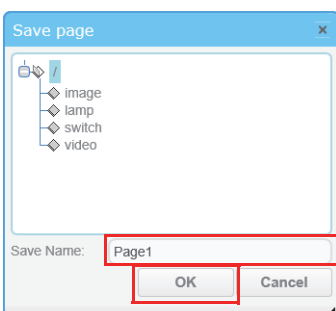 Save page
/
image
lamp
switch
video
Save Name: Page1
OK Cancel